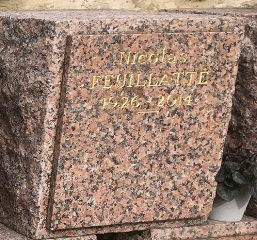 Nicolas
FEUILLATTE
1926 - 2014